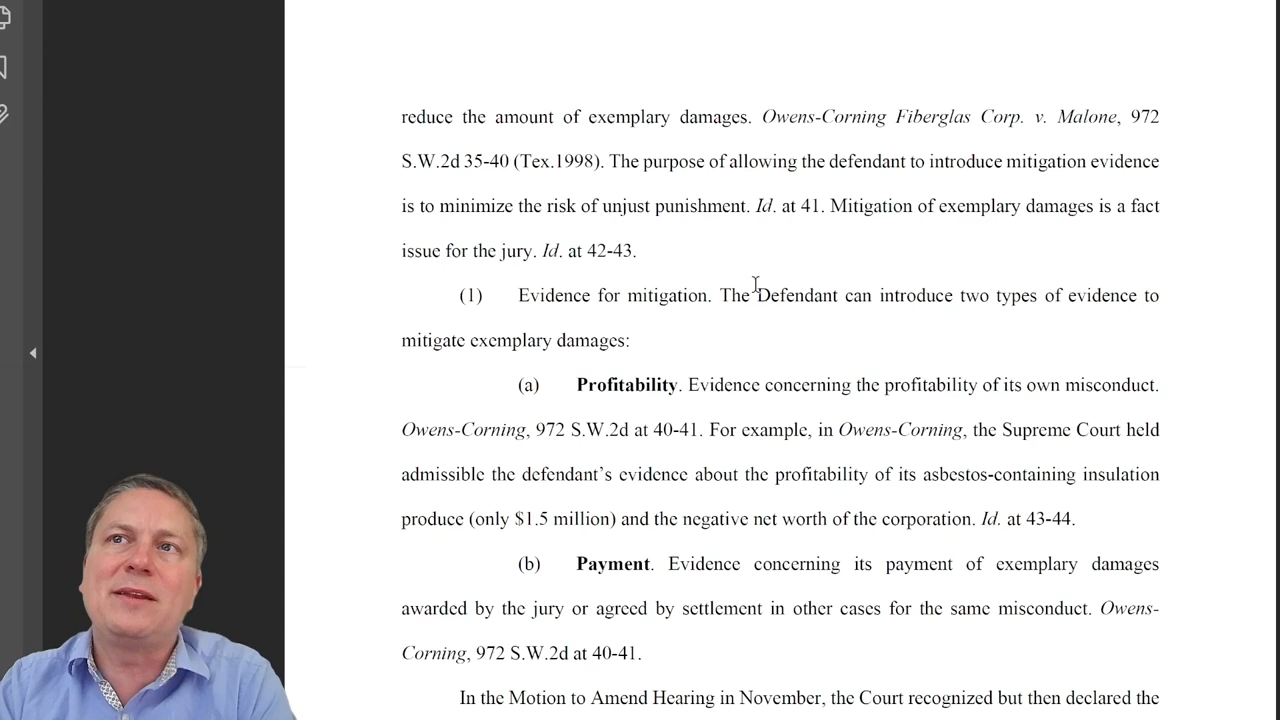 reduce the amount of exemplary damages. Owens-Corning Fiberglas Corp. v. Malone, 972
S.W.2d 35-40 (Tex.1998). The purpose of allowing the defendant to introduce mitigation evidence
is to minimize the risk of unjust punishment. Id. at 41. Mitigation of exemplary damages is a fact
issue for the jury. Id. at 42-43.
(1) Evidence for mitigation. The Defendant can introduce two types of evidence to
mitigate exemplary damages:
(a) Profitability. Evidence concerning the profitability of its own misconduct.
Owens-Corning, 972 S.W.2d at 40-41. For example, in Owens-Corning, the Supreme Court held
admissible the defendant's evidence about the profitability of its asbestos-containing insulation
produce (only $1.5 million) and the negative net worth of the corporation. Id. at 43-44.
(b) Payment. Evidence concerning its payment of exemplary damages
awarded by the jury or agreed by settlement in other cases for the same misconduct. Owens-
Corning, 972 S.W.2d at 40-41.
In the Motion to Amend Hearing in November, the Court recognized but then declared the